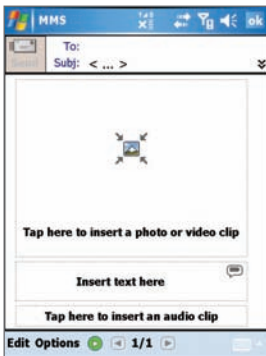 MMS ok
Send
To:
Subj: < ... >
Tap here to insert a photo or video clip
Insert text here
Tap here to insert an audio clip
Edit Options 1/1